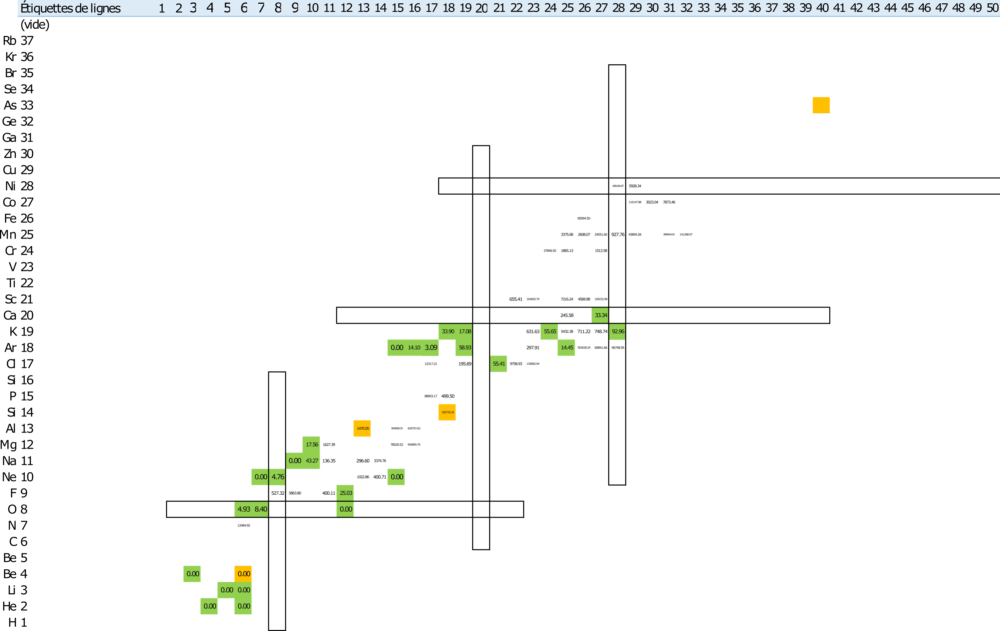 Étiquettes de lignes 1 2 3 4 5 6 7 8 9 10 11 12 13 14 15 16 17 18 19 20 21 22 23 24 25 26 27 28 29 30 31 32 33 34 35 36 37 38 39 40 41 42 43 44 45 46 47 48 49 50
(vide)
Rb 37
Kr 36
Br 35
Se 34
As 33
Ge 32
Ga 31
Zn 30
Cu 29
Ni 28 1881266.87 5928.34
Co 27 116147.88 3023.04 7873.46
Fe 26 85094.50
Mn 25 3375.68 2608.07 24551.60 927.76 45894.28 2858424.62 141288.97
Cr 24 37846.92 1865.13 1513.58
V 23
Ti 22
Sc 21 655.41 164655.79 7216.24 4568.88 109232.98
Ca 20 245.58 33.34
K 19 33.90 17.08 631.63 55.65 5432.38 711.22 748.74 92.96
Ar 18 0.00 14.10 3.09 58.93 297.91 14.45 502628.24 60841.66 96748.95
Cl 17 12317.21 195.69 55.41 9758.93 130082.94
Si 16
P 15 88903.17 499.50
Si 14 192733.31
Al 13 1470.05 5006928.39 429757.63
Mg 12 17.56 1627.39 78520.52 456800.70
Na 11 0.00 43.27 136.35 296.60 3374.76
Ne 10 0.00 4.76 1022.86 400.71 0.00
F 9 527.32 5863.80 400.11 25.03
O 8 4.93 8.40 0.00
N 7 12484.92
C 6
Be 5
Be 4 0.00 0.00
Li 3 0.00 0.00
He 2 0.00 0.00
H 1